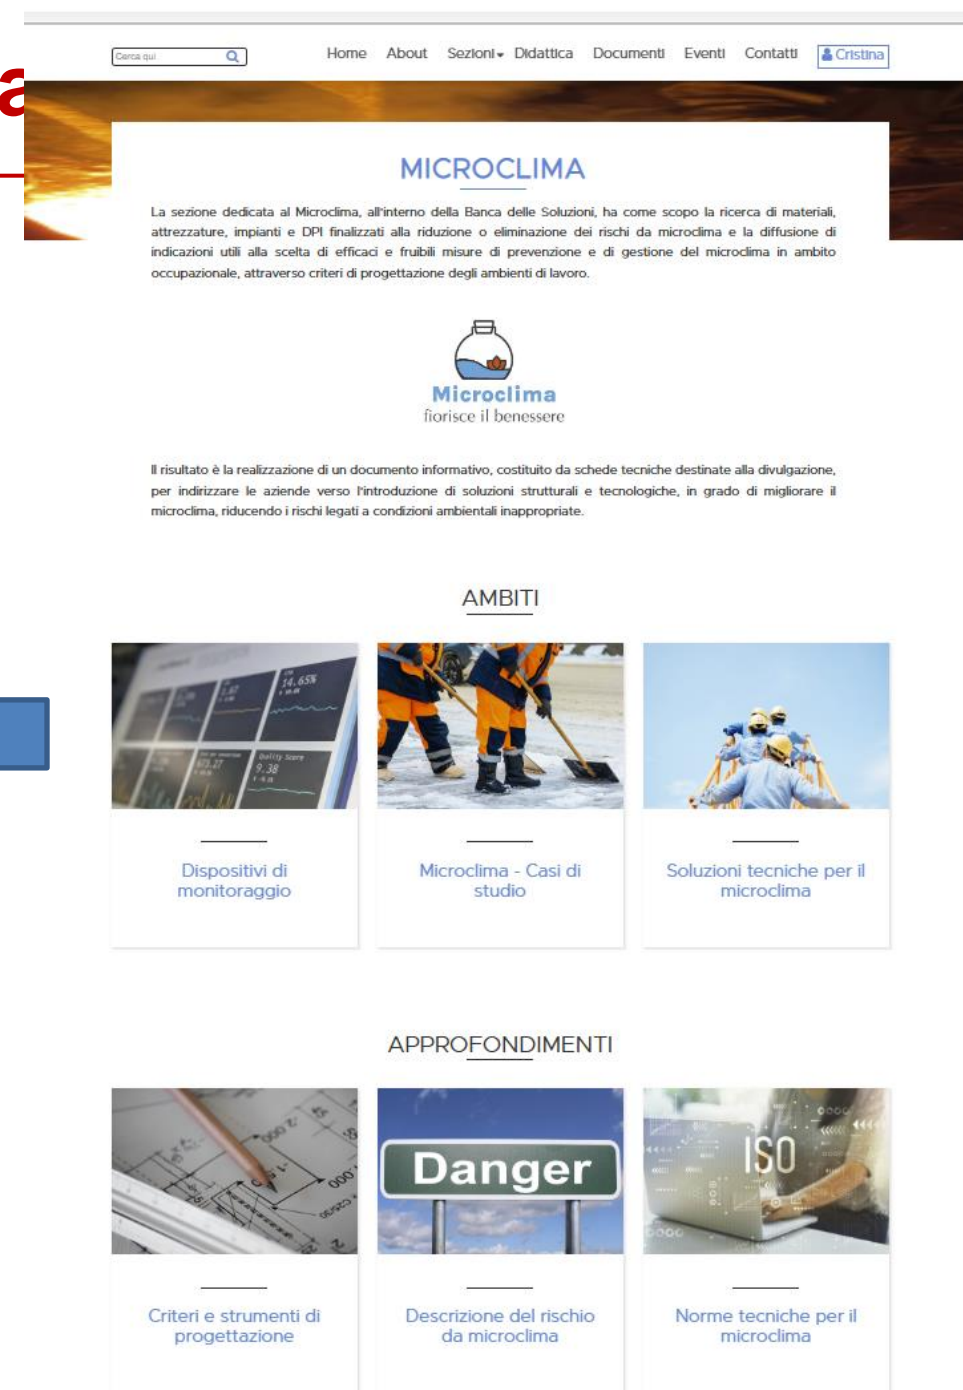 a
Cerca qui
Home About Sezioni Didattica Documenti Eventi Contatti Cristina
MICROCLIMA
La sezione dedicata al Microclima, all'interno della Banca delle Soluzioni, ha come scopo la ricerca di materiali,
attrezzature, impianti e DPI finalizzati alla riduzione o eliminazione dei rischi da microclima e la diffusione di
indicazioni utili alla scelta di efficaci e fruibili misure di prevenzione e di gestione del microclima in ambito
occupazionale, attraverso criteri di progettazione degli ambienti di lavoro.
Microclima
fiorisce il benessere
Il risultato è la realizzazione di un documento informativo, costituito da schede tecniche destinate alla divulgazione,
per indirizzare le aziende verso l'introduzione di soluzioni strutturali e tecnologiche, in grado di migliorare il
microclima, riducendo i rischi legati a condizioni ambientali inappropriate.
AMBITI
14.65%
Quality Score
9.38
Dispositivi di
monitoraggio
Microclima - Casi di
studio
Soluzioni tecniche per il
microclima
APPROFONDIMENTI
Danger
ISO
Criteri e strumenti di
progettazione
Descrizione del rischio
da microclima
Norme tecniche per il
microclima